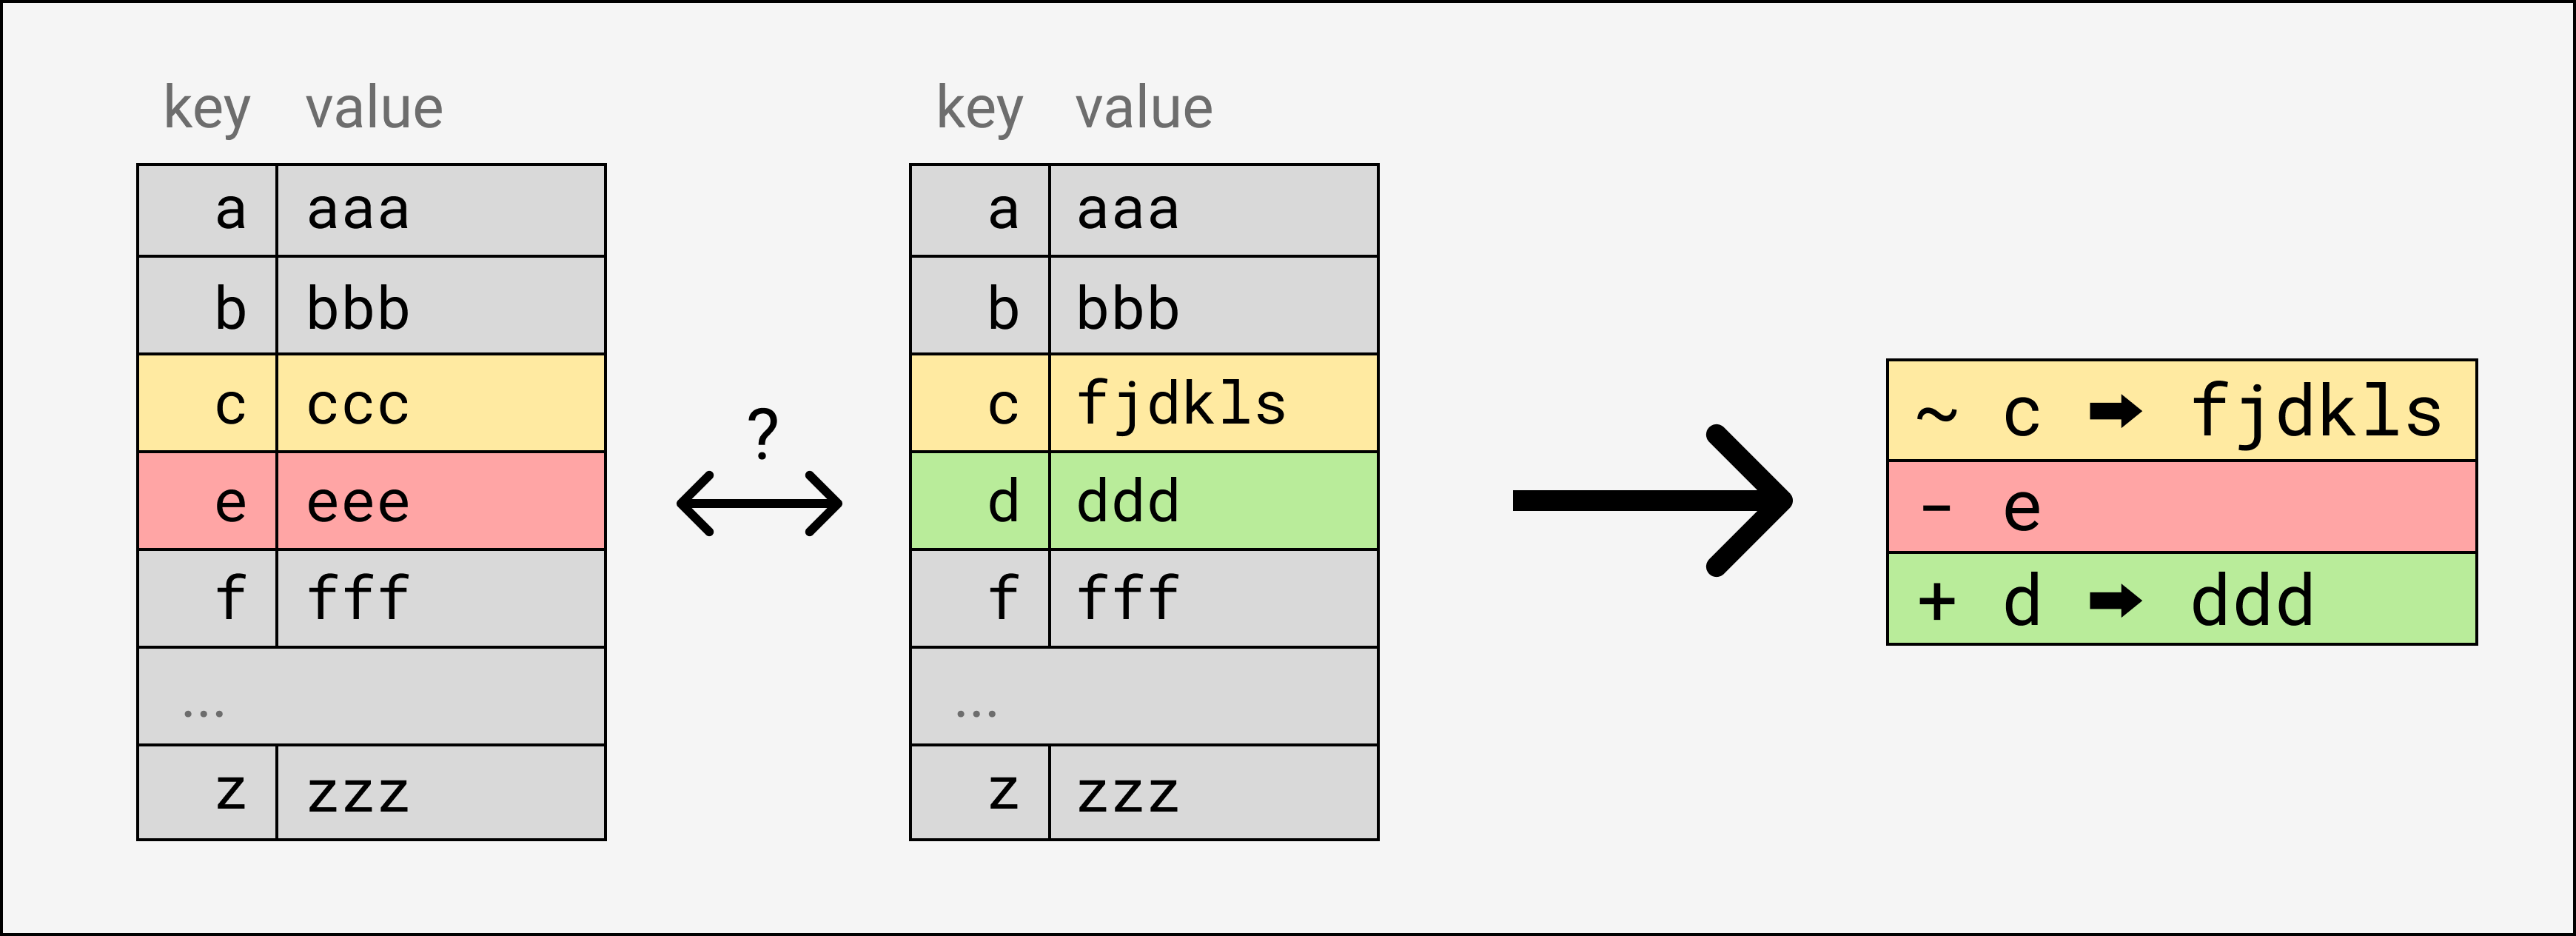 key value
a aaa
b bbb
c ccc
e eee
f fff
...
z zzz
?
key value
a aaa
b bbb
c fjdkls
d ddd
f fff
...
z zzz
~ c ➡ fjdkls
- e
+ d ➡ ddd